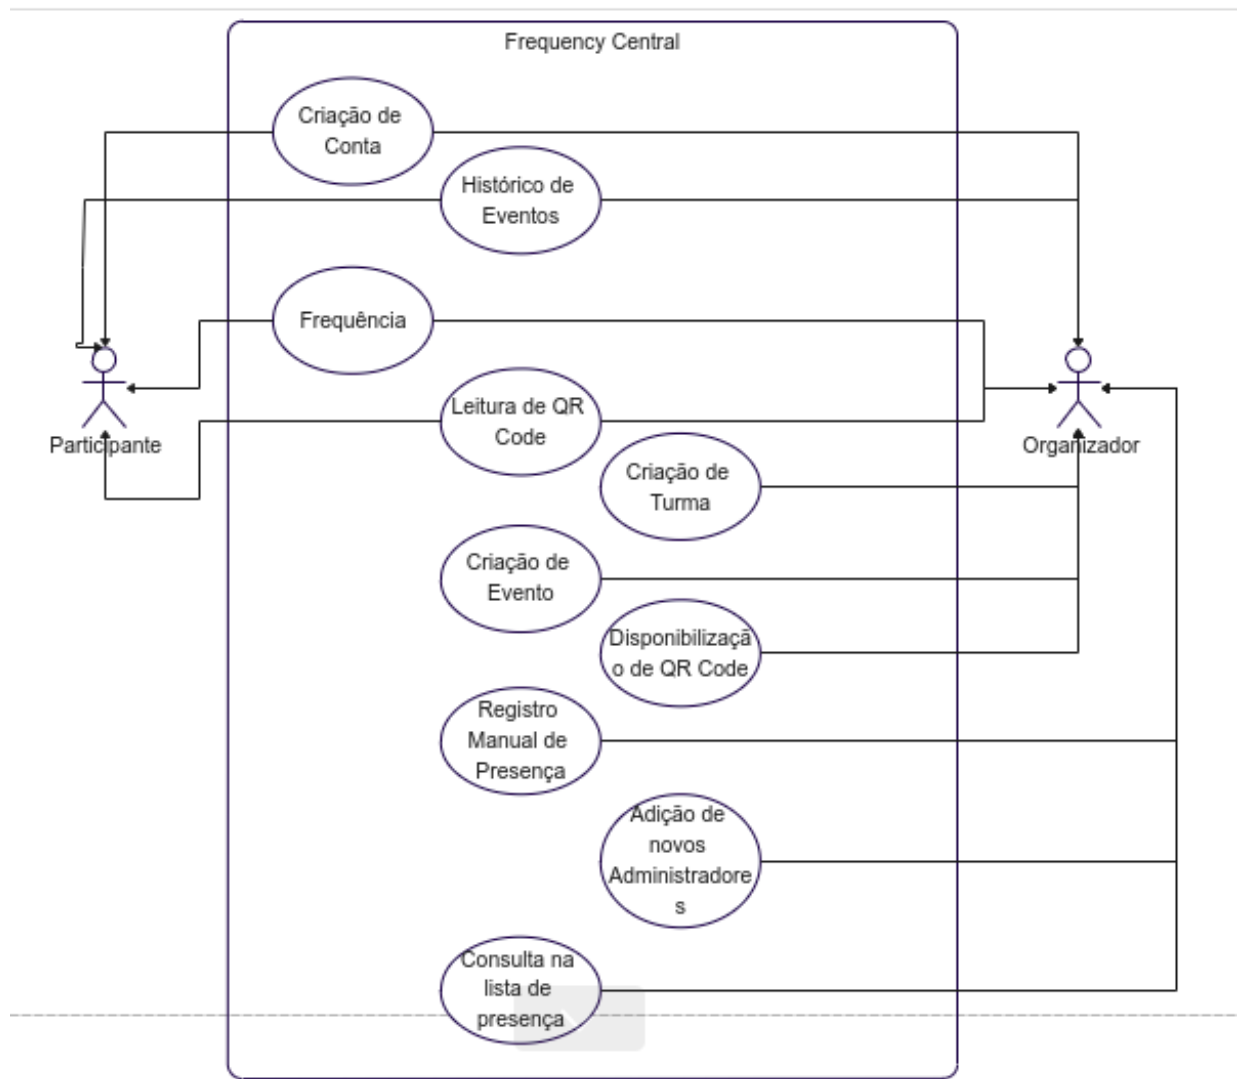 Frequency Central
Criação de
Conta
Histórico de
Eventos
Frequência
Leitura de QR
Code
Participante
Organizador
Criação de
Turma
Criação de
Evento
Disponibilizaçã
o de QR Code
Registro
Manual de
Presença
Adição de
novos
Administradore
s
Consulta na
lista de
presença